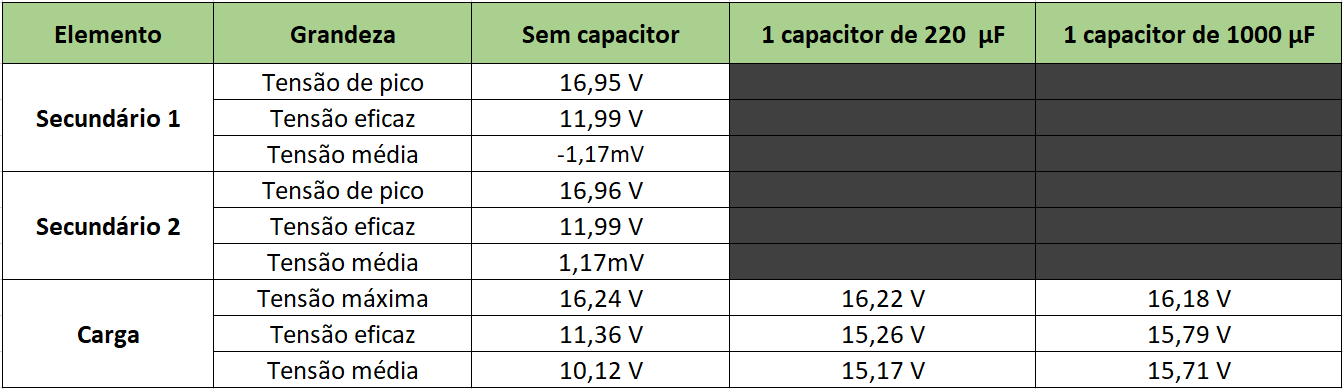 Elemento Grandeza Sem capacitor 1 capacitor de 220 µF 1 capacitor de 1000 µF
Tensão de pico 16,95 V
Secundário 1 Tensão eficaz 11,99 V
Tensão média -1,17mV
Tensão de pico 16,96 V
Secundário 2 Tensão eficaz 11,99 V
Tensão média 1,17mV
Tensão máxima 16,24 V 16,22 V 16,18 V
Carga Tensão eficaz 11,36 V 15,26 V 15,79 V
Tensão média 10,12 V 15,17 V 15,71 V